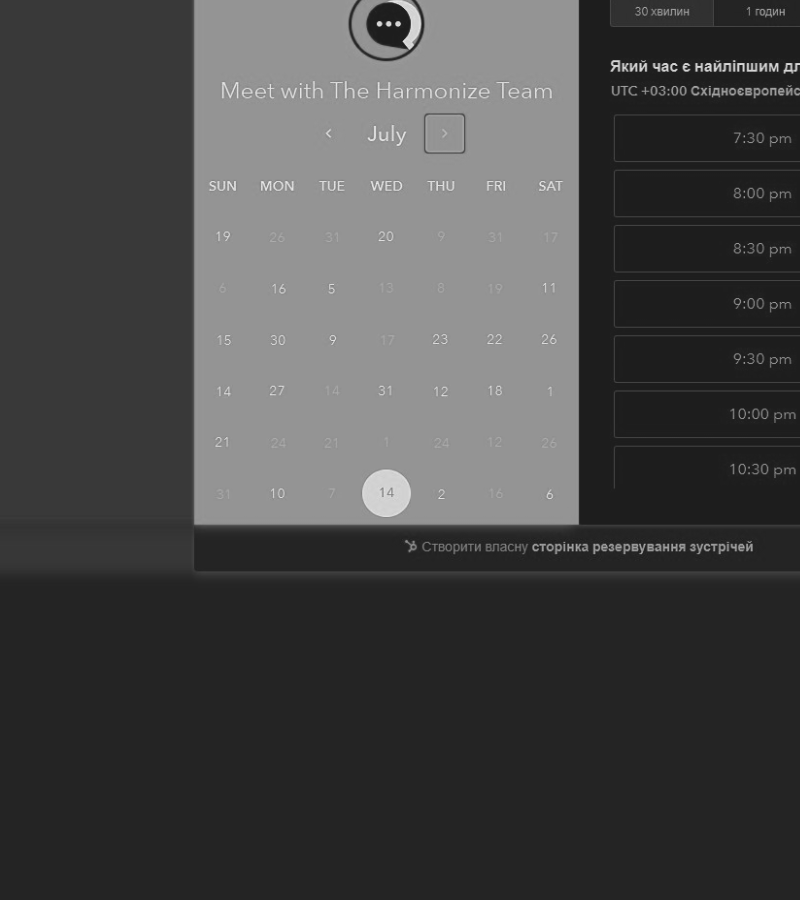 Meet with The Harmonize Team
July
SUN MON TUE WED THU FRI SAT
19 26 31 20 9 31 17
6 16 5 13 8 19 11
15 30 9 17 23 22 26
14 27 14 31 12 18 1
21 24 21 1 24 12 26
31 10 7 14 2 16 6
30 хвилин 1 годин
Який час є найліпшим дл
UTC +03:00 Східноєвропейс
7:30 pm
8:00 pm
8:30 pm
9:00 pm
9:30 pm
10:00 pm
10:30 pm
Створити власну сторінка резервування зустрічей